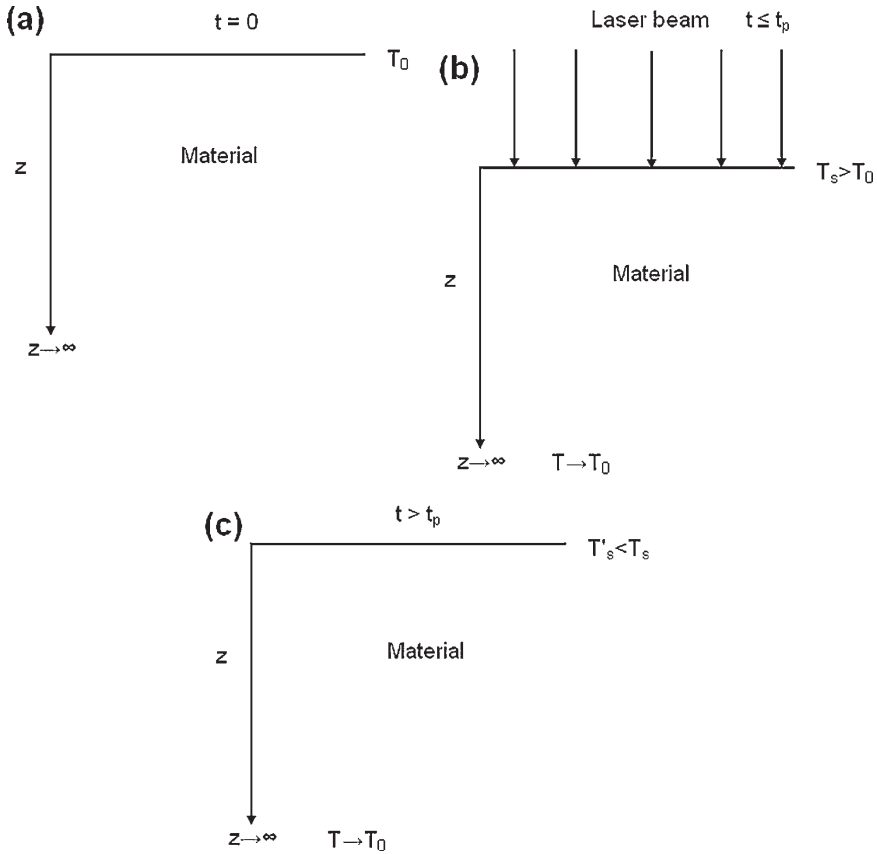 (a) t = 0
T₀
z
Material
z→∞
Laser beam t ≤ tₚ
(b)
Tₛ>T₀
z
Material
z→∞ T→T₀
(c) t > tₚ
T'ₛ<Tₛ
z
Material
z→∞ T→T₀